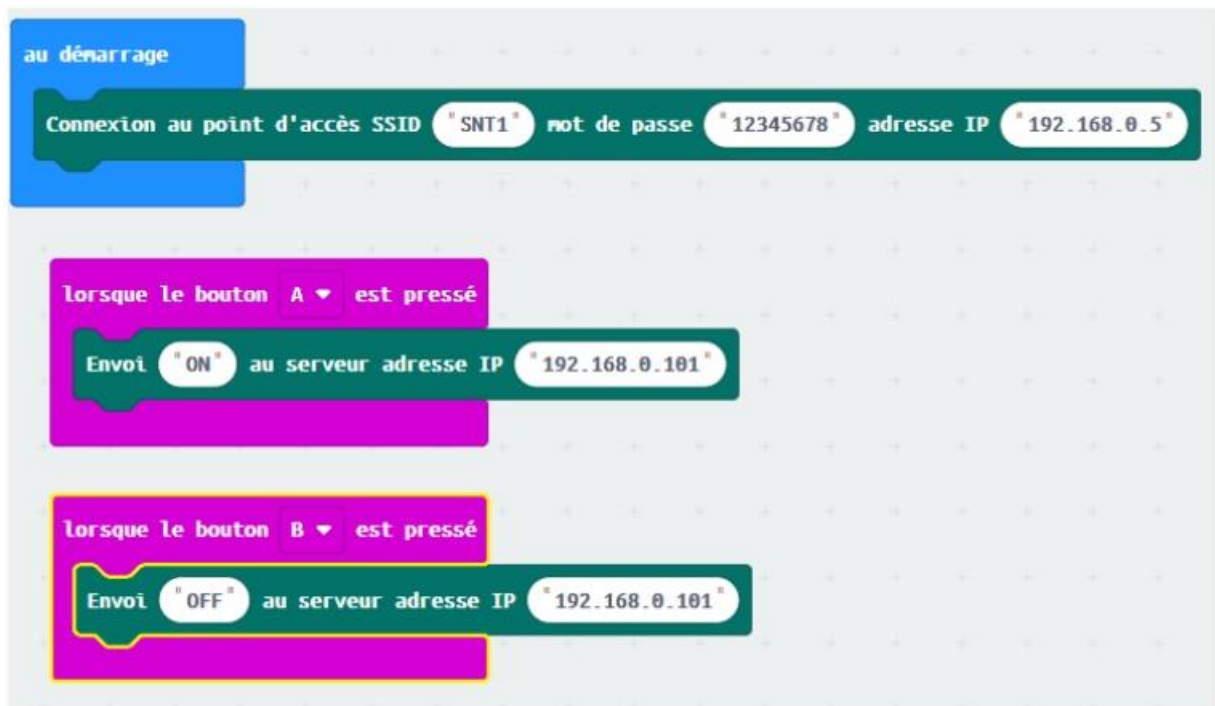 au démarrage
Connexion au point d'accès SSID "SNT1" mot de passe "12345678" adresse IP "192.168.0.5"
lorsque le bouton A est pressé
Envoi "ON" au serveur adresse IP "192.168.0.101"
lorsque le bouton B est pressé
Envoi "OFF" au serveur adresse IP "192.168.0.101"